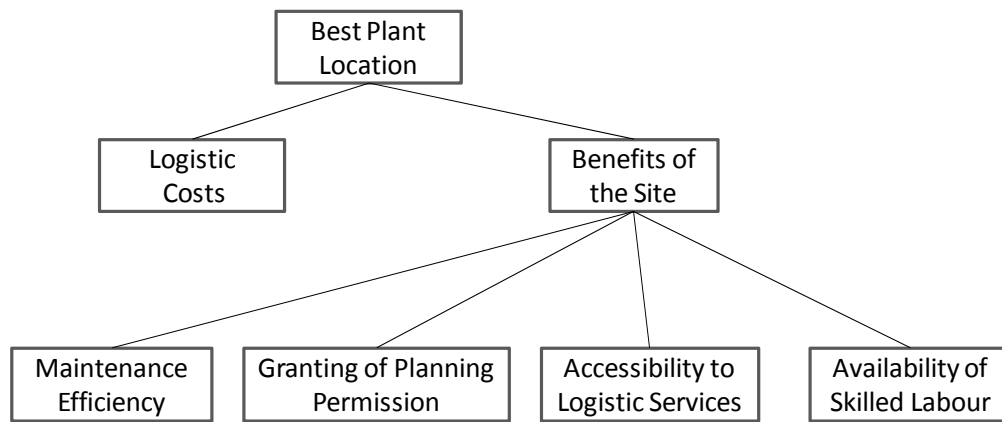 Best Plant
Location
Logistic
Costs
Benefits of
the Site
Maintenance
Efficiency
Granting of Planning
Permission
Accessibility to
Logistic Services
Availability of
Skilled Labour